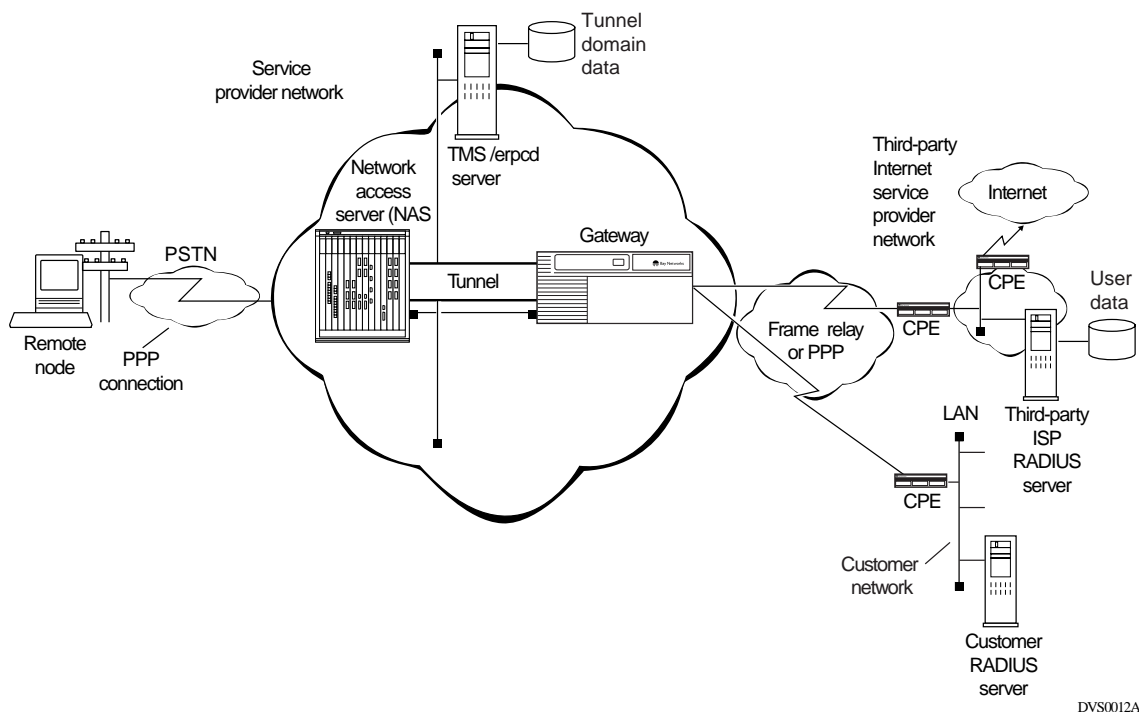 Tunnel
domain
data
Service
provider network
TMS /erpcd
server
Network
access
server (NAS
Third-party
Internet
service
provider
network
Internet
Gateway
Bay Networks
PSTN
Tunnel
CPE
User
data
Remote
node
PPP
connection
Frame relay
or PPP
CPE
LAN
Third-party
ISP
RADIUS
server
CPE
Customer
network
Customer
RADIUS
server
DVS0012A